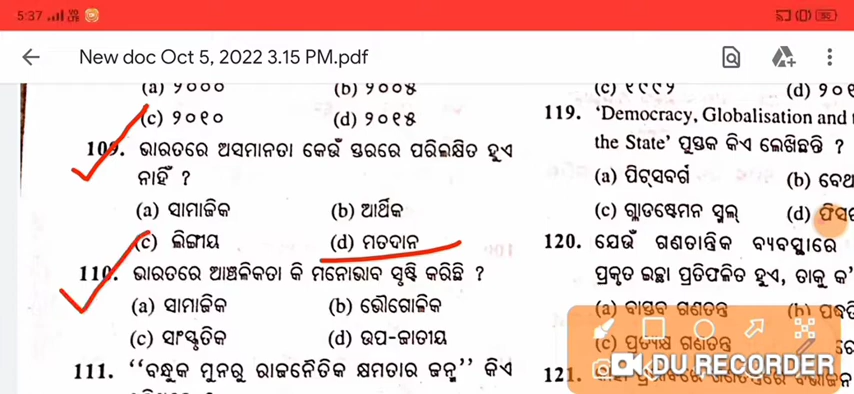 5:37
New doc Oct 5, 2022 3.15 PM.pdf
(a) ୨୦୦୦ (b) ୨୦୦୫
(c) ୨୦୧୦ (d) ୨୦୧୫
109. ଭାରତରେ ଅସମାନତା କେଉଁ ସ୍ତରରେ ପରିଲକ୍ଷିତ ହୁଏ
ନାହିଁ ?
(a) ସାମାଜିକ (b) ଆର୍ଥିକ
(c) ଲିଙ୍ଗୀୟ (d) ମତଦାନ
110. ଭାରତରେ ଆଞ୍ଚଳିକତା କି ମନୋଭାବ ସୃଷ୍ଟି କରିଛି ?
(a) ସାମାଜିକ (b) ଭୌଗୋଳିକ
(c) ସାଂସ୍କୃତିକ (d) ଉପ-ଜାତୀୟ
111. ‘‘ବନ୍ଧୁକ ମୁନରୁ ରାଜନୈତିକ କ୍ଷମତାର ଜନ୍ମ’’ କିଏ
(c) ୧୯୯୨ (d)
119. ‘Democracy, Globalisation and
the State’ ପୁସ୍ତକ କିଏ ଲେଖିଛନ୍ତି ?
(a) ପିଟ୍‌ସବର୍ଗ (b)
(c) ଗ୍ଲାଡଷ୍ଟେମନ ସ୍କୁଲ୍ (d)
120. ଯେଉଁ ଗଣତାନ୍ତ୍ରିକ ବ୍ୟବସ୍ଥାରେ
ପ୍ରକୃତ ଇଚ୍ଛା ପ୍ରତିଫଳିତ ହୁଏ, ତାକୁ
(a) ବାସ୍ତବ ଗଣତନ୍ତ୍ର (b)
(c) ପ୍ରତ୍ୟକ୍ଷ ଗଣତନ୍ତ୍ର
121.
DU RECORDER